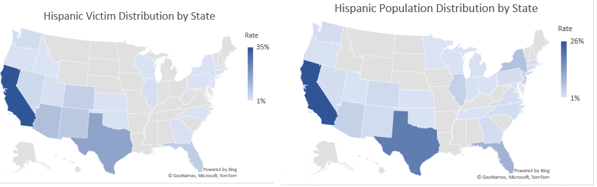 Hispanic Victim Distribution by State
Rate
35%
1%
Powered by Bing
© GeoNames, Microsoft, TomTom
Hispanic Population Distribution by State
Rate
26%
1%
Powered by Bing
© GeoNames, Microsoft, TomTom